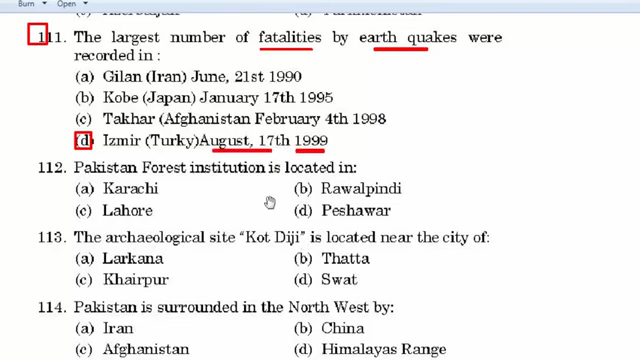 Burn Open
111. The largest number of fatalities by earth quakes were
recorded in :
(a) Gilan (Iran) June, 21st 1990
(b) Kobe (Japan) January 17th 1995
(c) Takhar (Afghanistan February 4th 1998
(d) Izmir (Turky)August, 17th 1999
112. Pakistan Forest institution is located in:
(a) Karachi (b) Rawalpindi
(c) Lahore (d) Peshawar
113. The archaeological site “Kot Diji” is located near the city of:
(a) Larkana (b) Thatta
(c) Khairpur (d) Swat
114. Pakistan is surrounded in the North West by:
(a) Iran (b) China
(c) Afghanistan (d) Himalayas Range